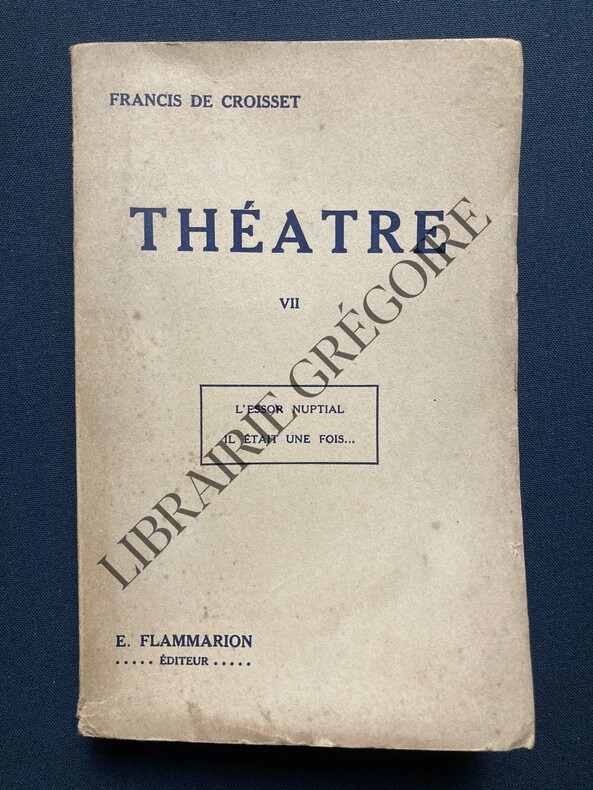 FRANCIS DE CROISSET
THÉATRE
VII
L'ESSOR NUPTIAL
IL ÉTAIT UNE FOIS...
E. FLAMMARION
..... ÉDITEUR .....
LIBRAIRIE GRÉGOIRE